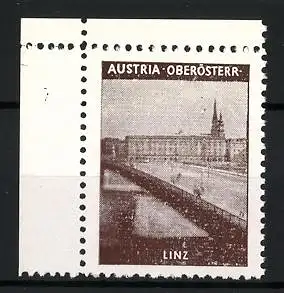 AUSTRIA · OBERÖSTERR·
LINZ